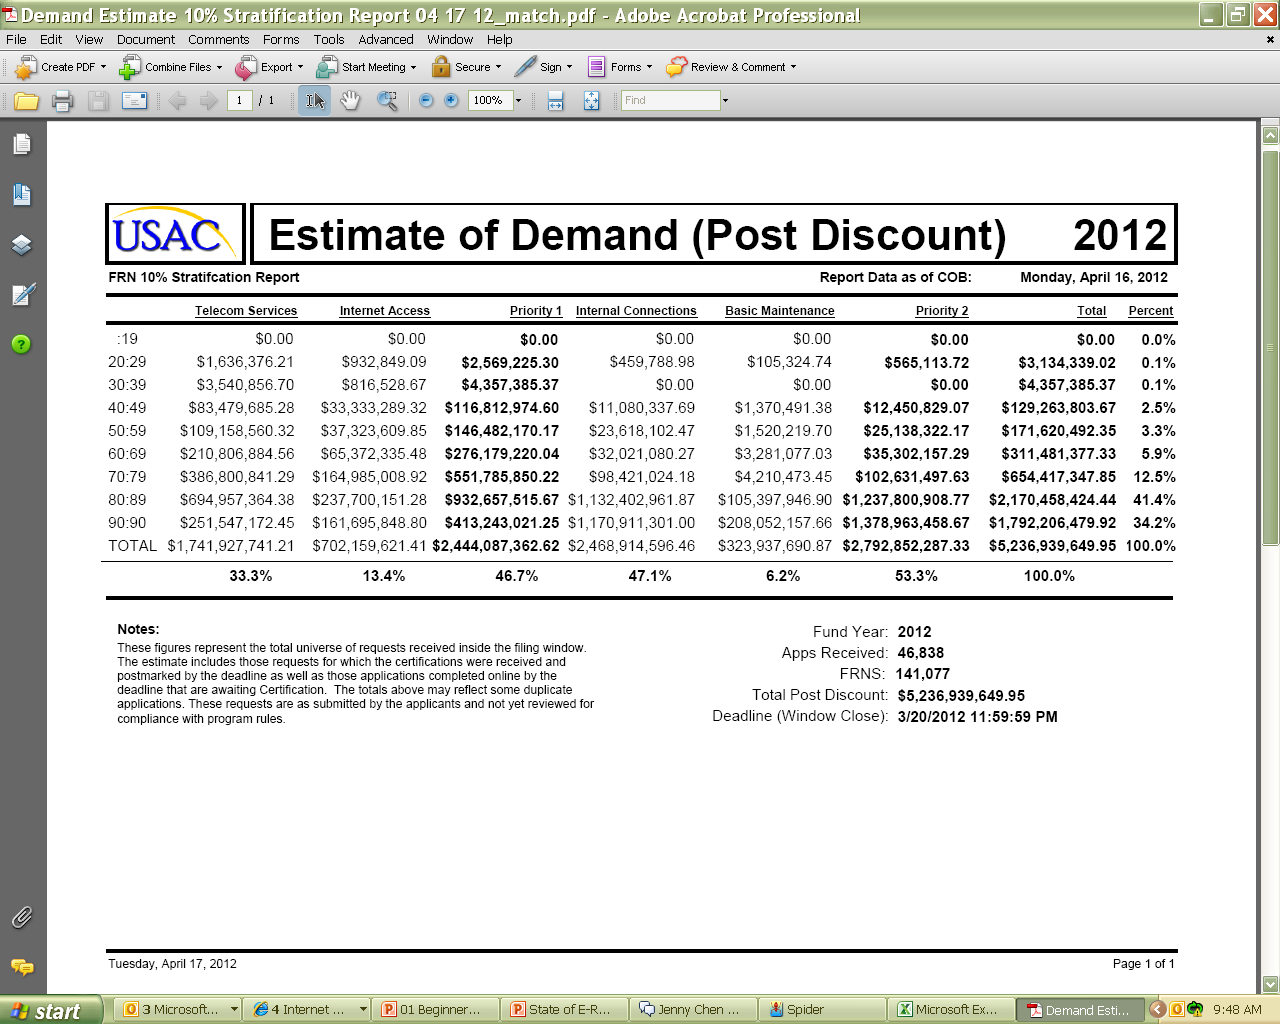 Demand Estimate 10% Stratification Report 04 17 12_match.pdf - Adobe Acrobat Professional
File Edit View Document Comments Forms Tools Advanced Window Help
Create PDF Combine Files Export Start Meeting Secure Sign Forms Review & Comment
1 / 1 100% Find
USAC Estimate of Demand (Post Discount) 2012
FRN 10% Stratifcation Report Report Data as of COB: Monday, April 16, 2012
Telecom Services Internet Access Priority 1 Internal Connections Basic Maintenance Priority 2 Total Percent
:19 $0.00 $0.00 $0.00 $0.00 $0.00 $0.00 $0.00 0.0%
20:29 $1,636,376.21 $932,849.09 $2,569,225.30 $459,788.98 $105,324.74 $565,113.72 $3,134,339.02 0.1%
30:39 $3,540,856.70 $816,528.67 $4,357,385.37 $0.00 $0.00 $0.00 $4,357,385.37 0.1%
40:49 $83,479,685.28 $33,333,289.32 $116,812,974.60 $11,080,337.69 $1,370,491.38 $12,450,829.07 $129,263,803.67 2.5%
50:59 $109,158,560.32 $37,323,609.85 $146,482,170.17 $23,618,102.47 $1,520,219.70 $25,138,322.17 $171,620,492.35 3.3%
60:69 $210,806,884.56 $65,372,335.48 $276,179,220.04 $32,021,080.27 $3,281,077.03 $35,302,157.29 $311,481,377.33 5.9%
70:79 $386,800,841.29 $164,985,008.92 $551,785,850.22 $98,421,024.18 $4,210,473.45 $102,631,497.63 $654,417,347.85 12.5%
80:89 $694,957,364.38 $237,700,151.28 $932,657,515.67 $1,132,402,961.87 $105,397,946.90 $1,237,800,908.77 $2,170,458,424.44 41.4%
90:90 $251,547,172.45 $161,695,848.80 $413,243,021.25 $1,170,911,301.00 $208,052,157.66 $1,378,963,458.67 $1,792,206,479.92 34.2%
TOTAL $1,741,927,741.21 $702,159,621.41 $2,444,087,362.62 $2,468,914,596.46 $323,937,690.87 $2,792,852,287.33 $5,236,939,649.95 100.0%
33.3% 13.4% 46.7% 47.1% 6.2% 53.3% 100.0%
Notes:
These figures represent the total universe of requests received inside the filing window.
The estimate includes those requests for which the certifications were received and
postmarked by the deadline as well as those applications completed online by the
deadline that are awaiting Certification. The totals above may reflect some duplicate
applications. These requests are as submitted by the applicants and not yet reviewed for
compliance with program rules.
Fund Year: 2012
Apps Received: 46,838
FRNS: 141,077
Total Post Discount: $5,236,939,649.95
Deadline (Window Close): 3/20/2012 11:59:59 PM
Tuesday, April 17, 2012 Page 1 of 1
start 3 Microsoft... 4 Internet ... 01 Beginner... State of E-R... Jenny Chen ... Spider Microsoft Ex... Demand Esti... 9:48 AM